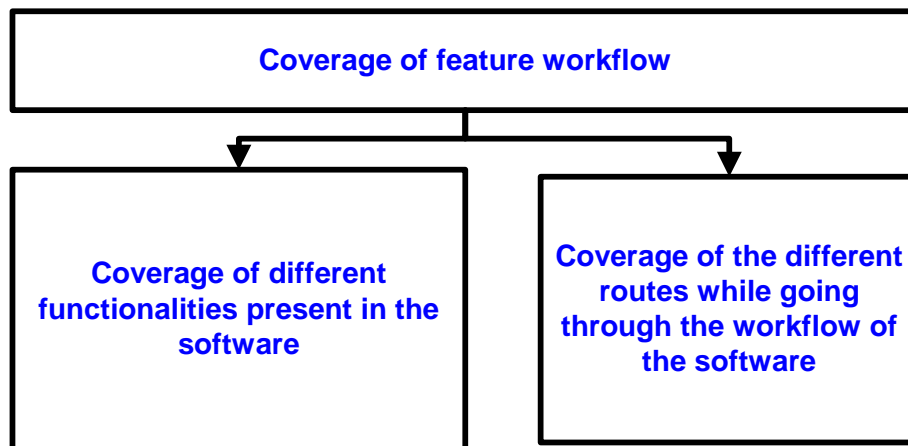 Coverage of feature workflow
Coverage of different
functionalities present in the
software
Coverage of the different
routes while going
through the workflow of
the software